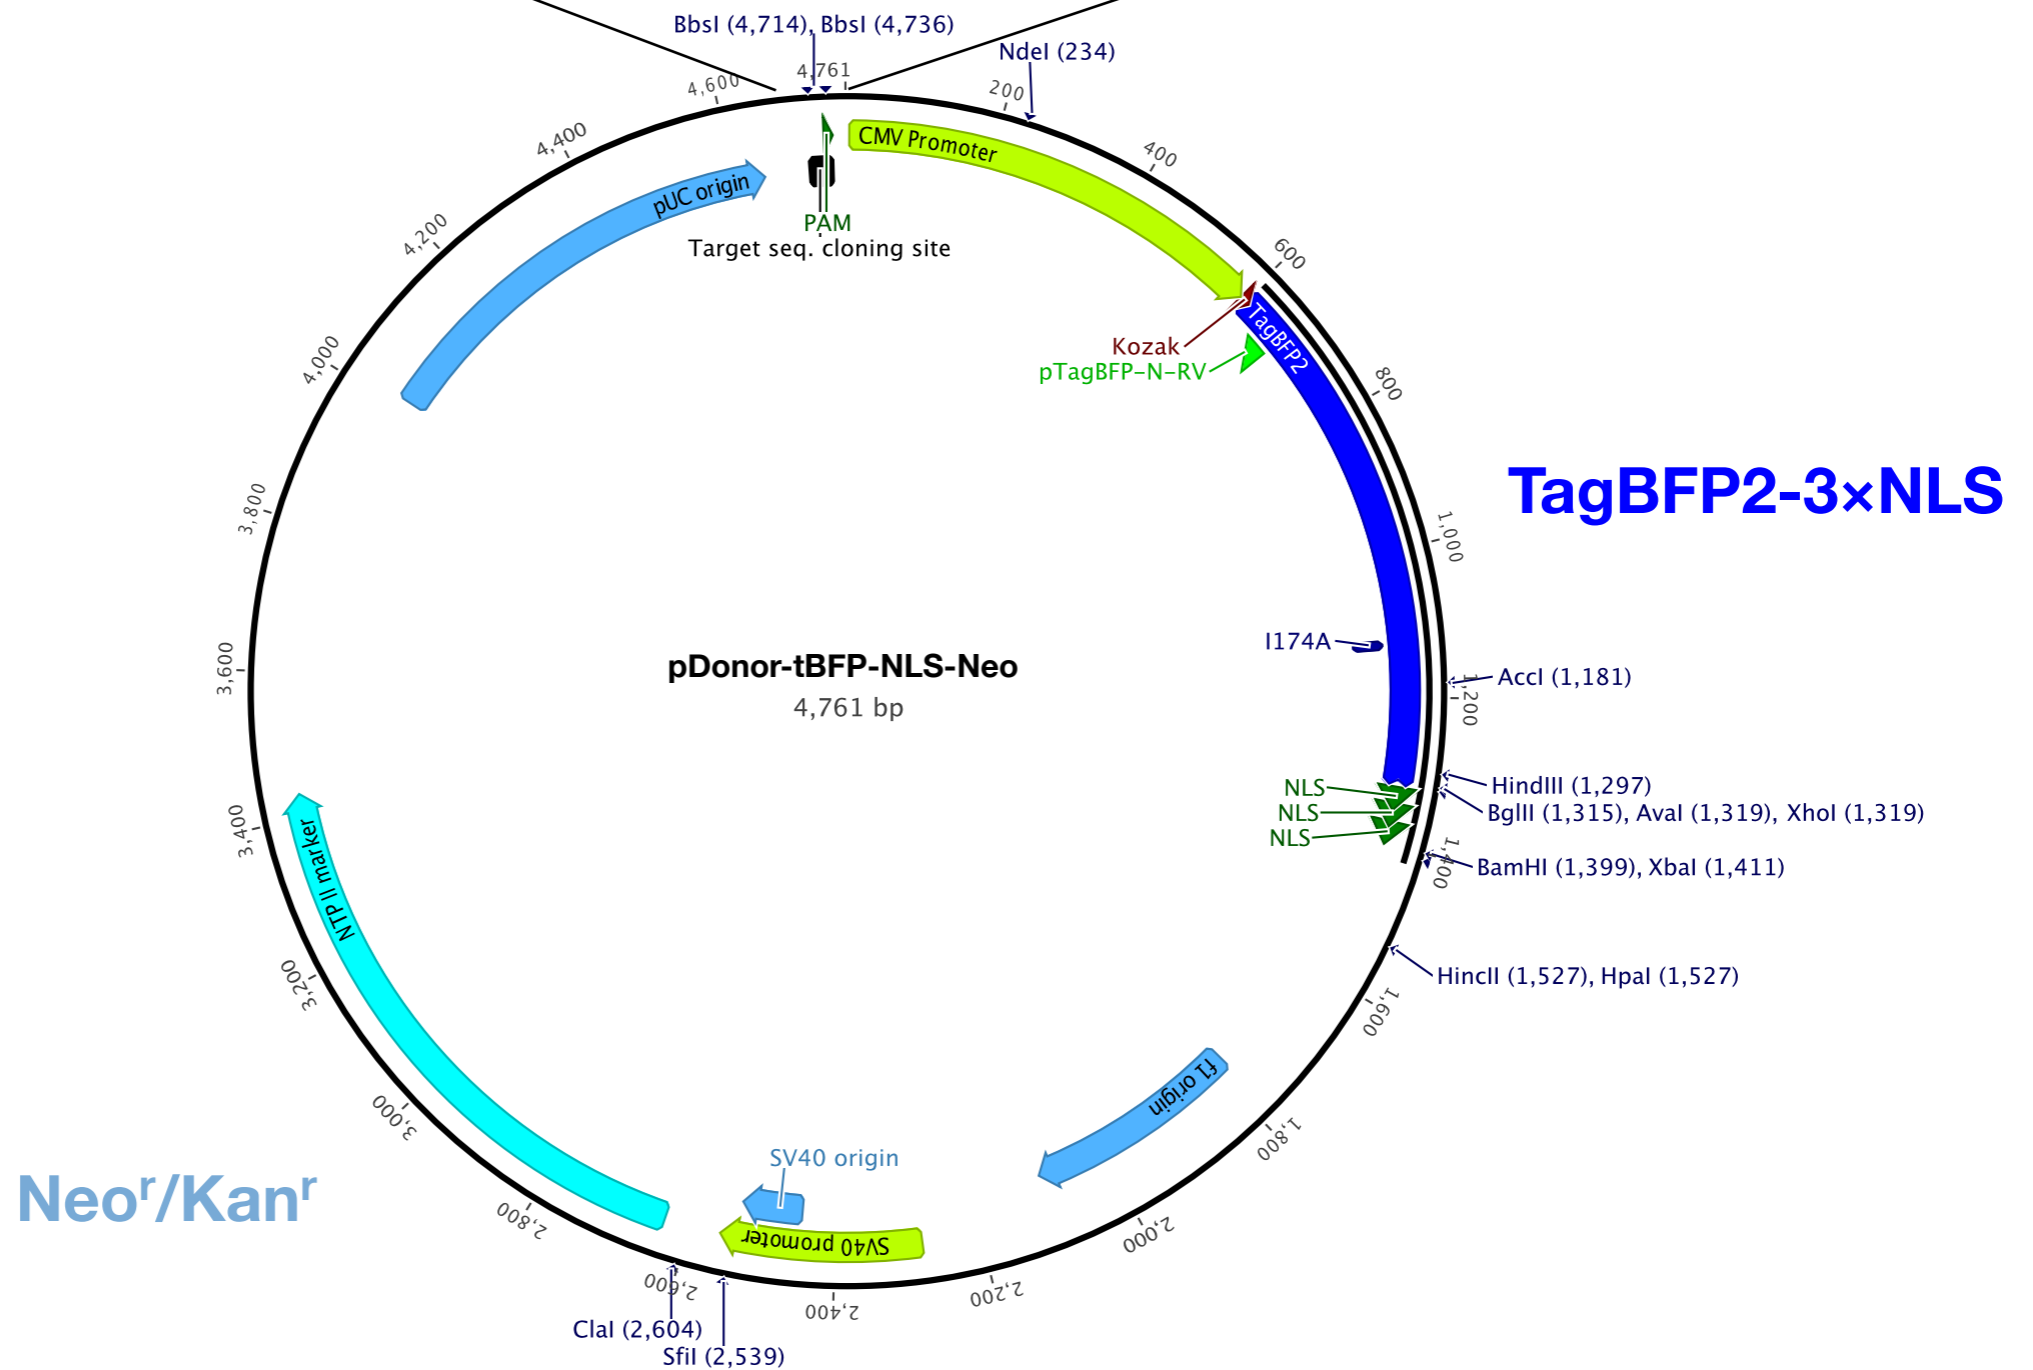 BbsI (4,714), BbsI (4,736)
NdeI (234)
4,761
4,600
200
4,400
400
CMV Promoter
pUC origin
PAM
Target seq. cloning site
4,200
600
TagBFP2
Kozak
pTagBFP-N-RV
4,000
800
TagBFP2-3×NLS
3,800
1,000
I174A
pDonor-tBFP-NLS-Neo
4,761 bp
3,600
AccI (1,181)
1,200
HindIII (1,297)
NLS
BglII (1,315), AvaI (1,319), XhoI (1,319)
NLS
NLS
3,400
1,400
BamHI (1,399), XbaI (1,411)
NTP II marker
3,200
HincII (1,527), HpaI (1,527)
1,600
f1 origin
3,000
1,800
SV40 origin
Neoʳ/Kanʳ
2,800
SV40 promoter
2,000
2,600
2,200
2,400
ClaI (2,604)
SfiI (2,539)